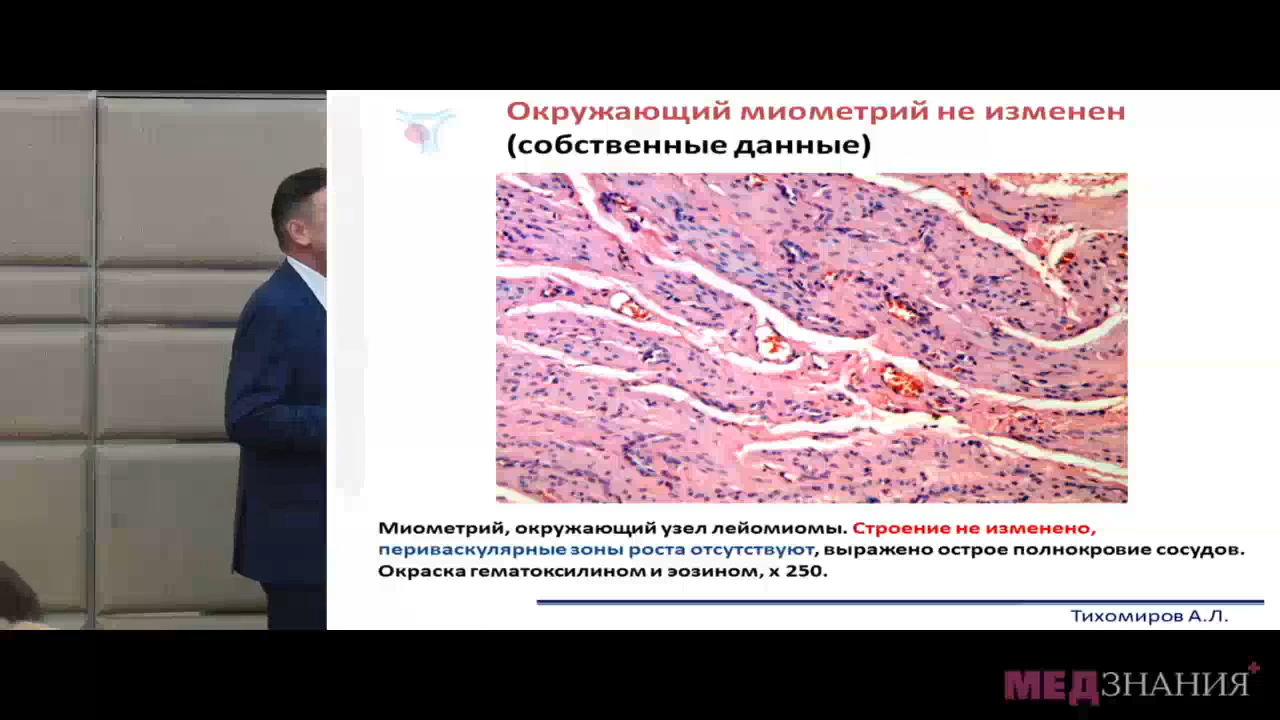 Окружающий миометрий не изменен
(собственные данные)
Миометрий, окружающий узел лейомиомы. Строение не изменено,
периваскулярные зоны роста отсутствуют, выражено острое полнокровие сосудов.
Окраска гематоксилином и эозином, х 250.
Тихомиров А.Л.
МЕДЗНАНИЯ+